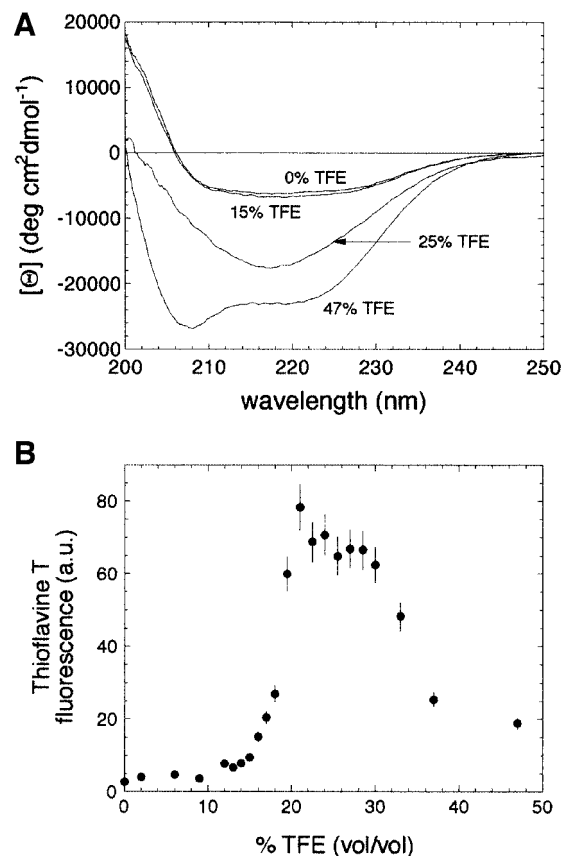 A
[Θ] (deg cm²dmol⁻¹)
20000
10000
0
-10000
-20000
-30000
0% TFE
15% TFE
25% TFE
47% TFE
200 210 220 230 240 250
wavelength (nm)
B
Thioflavine T
fluorescence (a.u.)
80
60
40
20
0
0 10 20 30 40 50
% TFE (vol/vol)